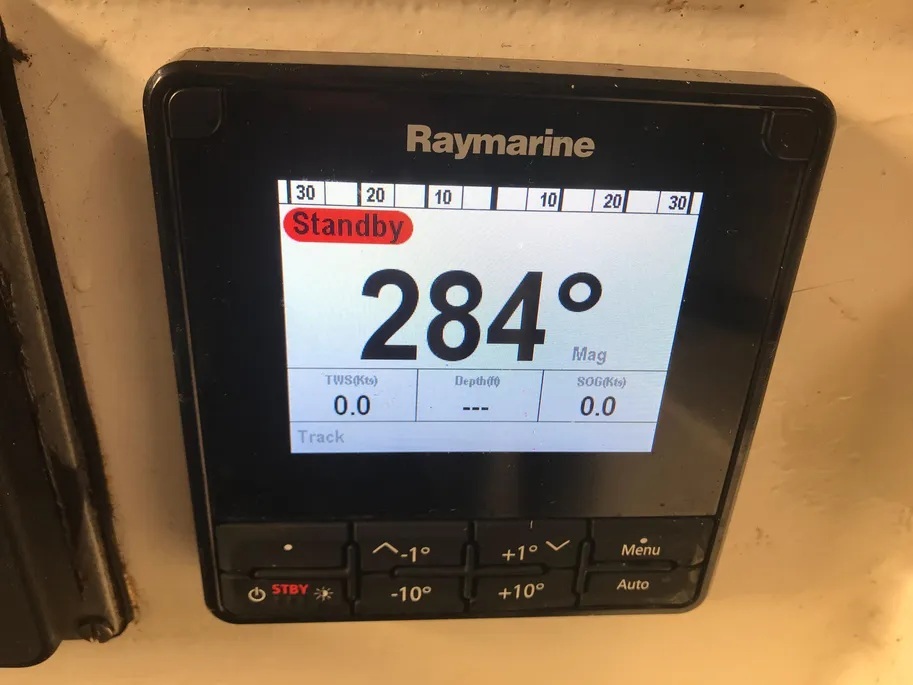 Raymarine
30 20 10 10 20 30
Standby
284°
Mag
TWS(Kts) Depth(ft) SOG(Kts)
0.0 --- 0.0
Track
-1° +1° Menu
STBY -10° +10° Auto